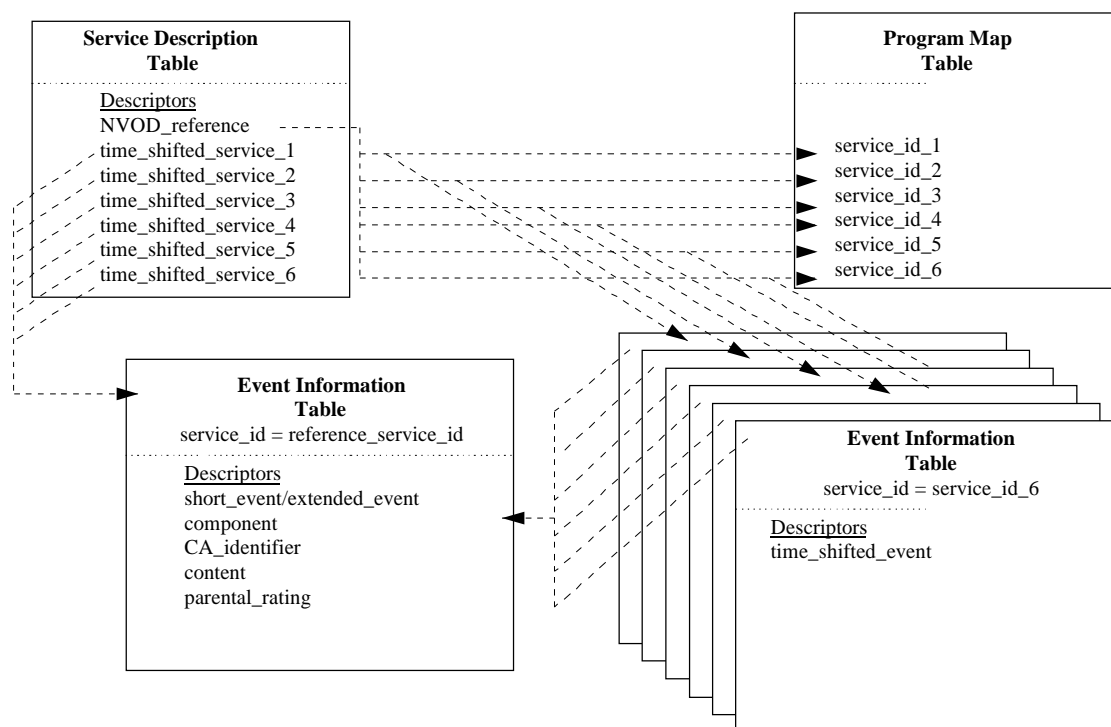 Service Description
Table
Descriptors
NVOD_reference
time_shifted_service_1
time_shifted_service_2
time_shifted_service_3
time_shifted_service_4
time_shifted_service_5
time_shifted_service_6
Program Map
Table
service_id_1
service_id_2
service_id_3
service_id_4
service_id_5
service_id_6
Event Information
Table
service_id = reference_service_id
Descriptors
short_event/extended_event
component
CA_identifier
content
parental_rating
Event Information
Table
service_id = service_id_6
Descriptors
time_shifted_event